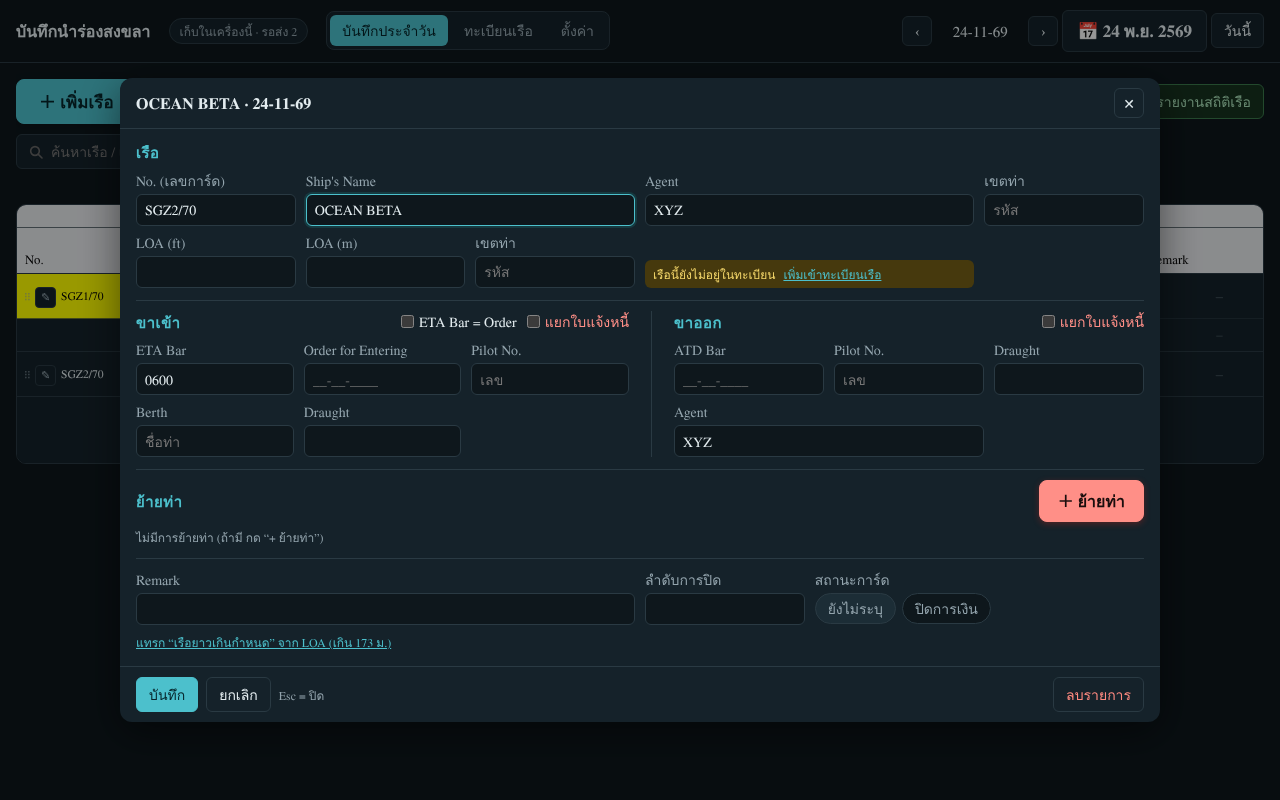 บันทึกนำร่องสงขลา
เก็บในเครื่องนี้ · รอส่ง 2
บันทึกประจำวัน ทะเบียนเรือ ตั้งค่า
‹ 24-11-69 › 📅 24 พ.ย. 2569 วันนี้
+ เพิ่มเรือ
รายงานสถิติเรือ
ค้นหาเรือ /
OCEAN BETA · 24-11-69 ✕
เรือ
No. (เลขการ์ด) Ship's Name Agent เขตท่า
SGZ2/70 OCEAN BETA XYZ รหัส
LOA (ft) LOA (m) เขตท่า
รหัส เรือนี้ยังไม่อยู่ในทะเบียน เพิ่มเข้าทะเบียนเรือ
No. emark
✎ SGZ1/70 –
–
✎ SGZ2/70 –
ขาเข้า ETA Bar = Order แยกใบแจ้งหนี้
ETA Bar Order for Entering Pilot No.
0600 __-__-____ เลข
Berth Draught
ชื่อท่า
ขาออก แยกใบแจ้งหนี้
ATD Bar Pilot No. Draught
__-__-____ เลข
Agent
XYZ
ย้ายท่า + ย้ายท่า
ไม่มีการย้ายท่า (ถ้ามี กด “+ ย้ายท่า”)
Remark ลำดับการปิด สถานะการ์ด
ยังไม่ระบุ ปิดการเงิน
แทรก “เรือยาวเกินกำหนด” จาก LOA (เกิน 173 ม.)
บันทึก ยกเลิก Esc = ปิด ลบรายการ